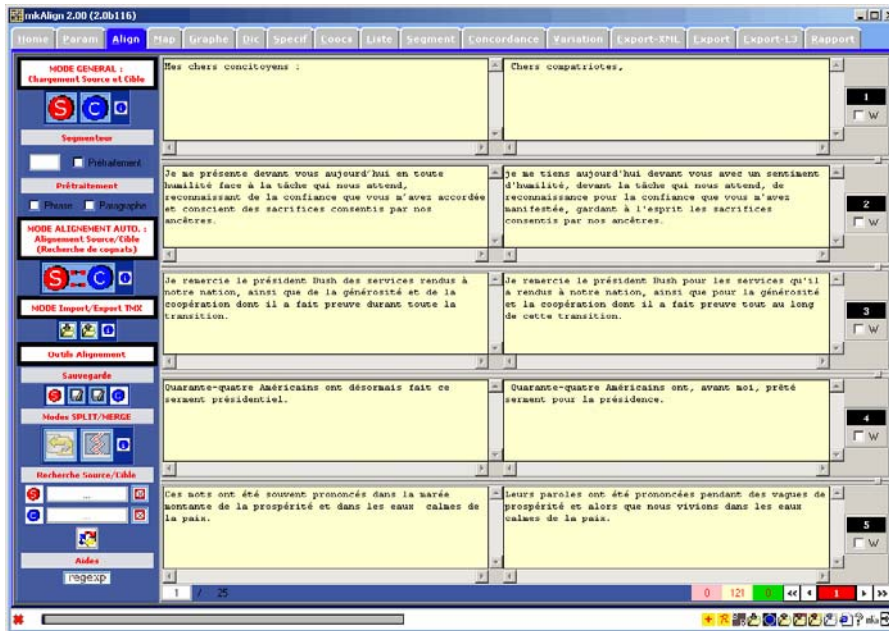 mkAlign 2.00 (2.0b116)
Home Param Align Map Graphe Dic Specif Coocs Liste Segment Concordance Variation Export-XML Export Export-L3 Rapport
MODE GENERAL :
Chargement Source et Cible
S C
Segmenteur
Prétraitement
Prétraitement
Phrase Paragraphe
MODE ALIGNEMENT AUTO. :
Alignement Source/Cible
(Recherche de cognats)
S C
MODE Import/Export TMX
Outils Alignement
Sauvegarde
S C
Modes SPLIT/MERGE
Recherche Source/Cible
S ...
C ...
Aides
regexp
Mes chers concitoyens :
Chers compatriotes,
1
W
Je me présente devant vous aujourd'hui en toute
humilité face à la tâche qui nous attend,
reconnaissant de la confiance que vous m'avez accordée
et conscient des sacrifices consentis par nos
ancêtres.
je me tiens aujourd'hui devant vous avec un sentiment
d'humilité, devant la tâche qui nous attend, de
reconnaissance pour la confiance que vous m'avez
manifestée, gardant à l'esprit les sacrifices
consentis par nos ancêtres.
2
W
Je remercie le président Bush des services rendus à
notre nation, ainsi que de la générosité et de la
coopération dont il a fait preuve durant toute la
transition.
Je remercie le président Bush pour les services qu'il
a rendus à notre nation, ainsi que pour la générosité
et la coopération dont il a fait preuve tout au long
de cette transition.
3
W
Quarante-quatre Américains ont désormais fait ce
serment présidentiel.
Quarante-quatre Américains ont, avant moi, prêté
serment pour la présidence.
4
W
Ces mots ont été souvent prononcés dans la marée
montante de la prospérité et dans les eaux calmes de
la paix.
Leurs paroles ont été prononcées pendant des vagues de
prospérité et alors que nous vivions dans les eaux
calmes de la paix.
5
W
1 / 25
0 121 0 << 1 >>